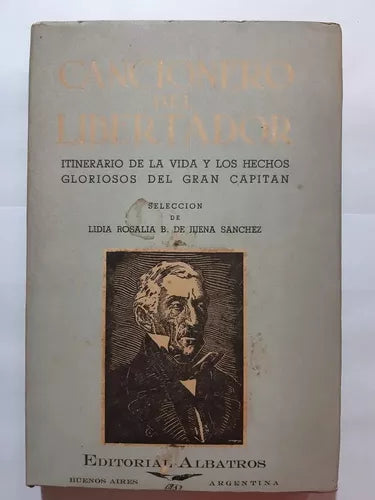 CANCIONERO
DEL
LIBERTADOR
ITINERARIO DE LA VIDA Y LOS HECHOS
GLORIOSOS DEL GRAN CAPITAN
SELECCION
DE
LIDIA ROSALIA B. DE JIJENA SANCHEZ
EDITORIAL ALBATROS
BUENOS AIRES
ARGENTINA